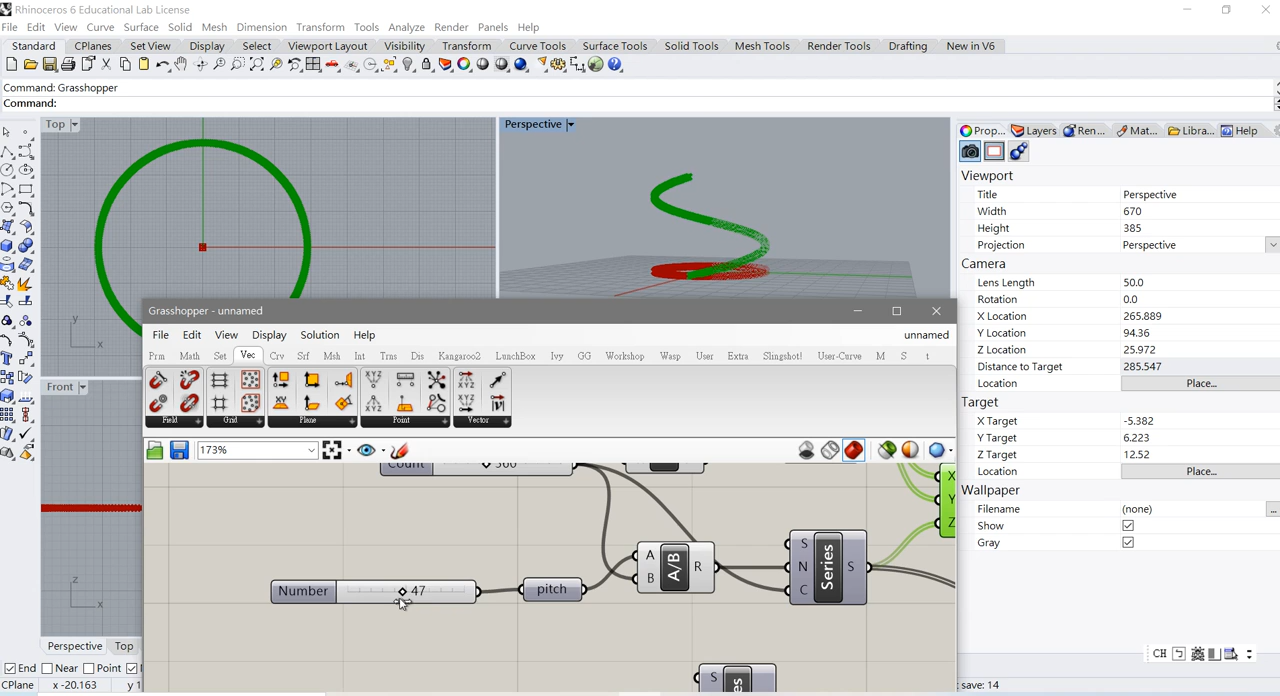 Rhinoceros 6 Educational Lab License
File Edit View Curve Surface Solid Mesh Dimension Transform Tools Analyze Render Panels Help
Standard CPlanes Set View Display Select Viewport Layout Visibility Transform Curve Tools Surface Tools Solid Tools Mesh Tools Render Tools Drafting New in V6
Command: Grasshopper
Command:
Top
Perspective
Prop... Layers Ren... Mat... Libra... Help
Viewport
Title Perspective
Width 670
Height 385
Projection Perspective
Camera
Lens Length 50.0
Rotation 0.0
X Location 265.889
Y Location 94.36
Z Location 25.972
Distance to Target 285.547
Location Place...
Target
X Target -5.382
Y Target 6.223
Z Target 12.52
Location Place...
Wallpaper
Filename (none) ...
Show
Gray
y
x
Front
z
x
Grasshopper - unnamed
File Edit View Display Solution Help unnamed
Prm Math Set Vec Crv Srf Msh Int Trns Dis Kangaroo2 LunchBox Ivy GG Workshop Wasp User Extra Slingshot! User-Curve M S t
Field Grid Plane Point Vector
173%
Count 360
X
Y
Z
A
B
A/B
R
S
N
C
Series
S
Number 47
pitch
S
Perspective Top
CH
End Near Point
CPlane x -20.163 y 1
save: 14